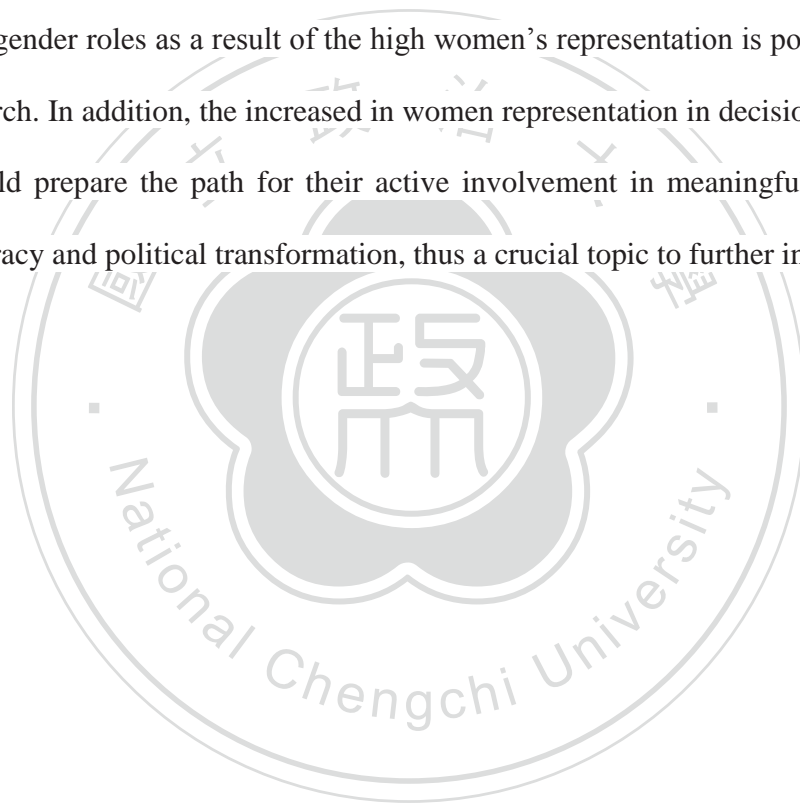 gender roles as a result of the high women's representation is po
rch. In addition, the increased in women representation in decisio
ld prepare the path for their active involvement in meaningfu
acy and political transformation, thus a crucial topic to further in
政
National Chengchi University